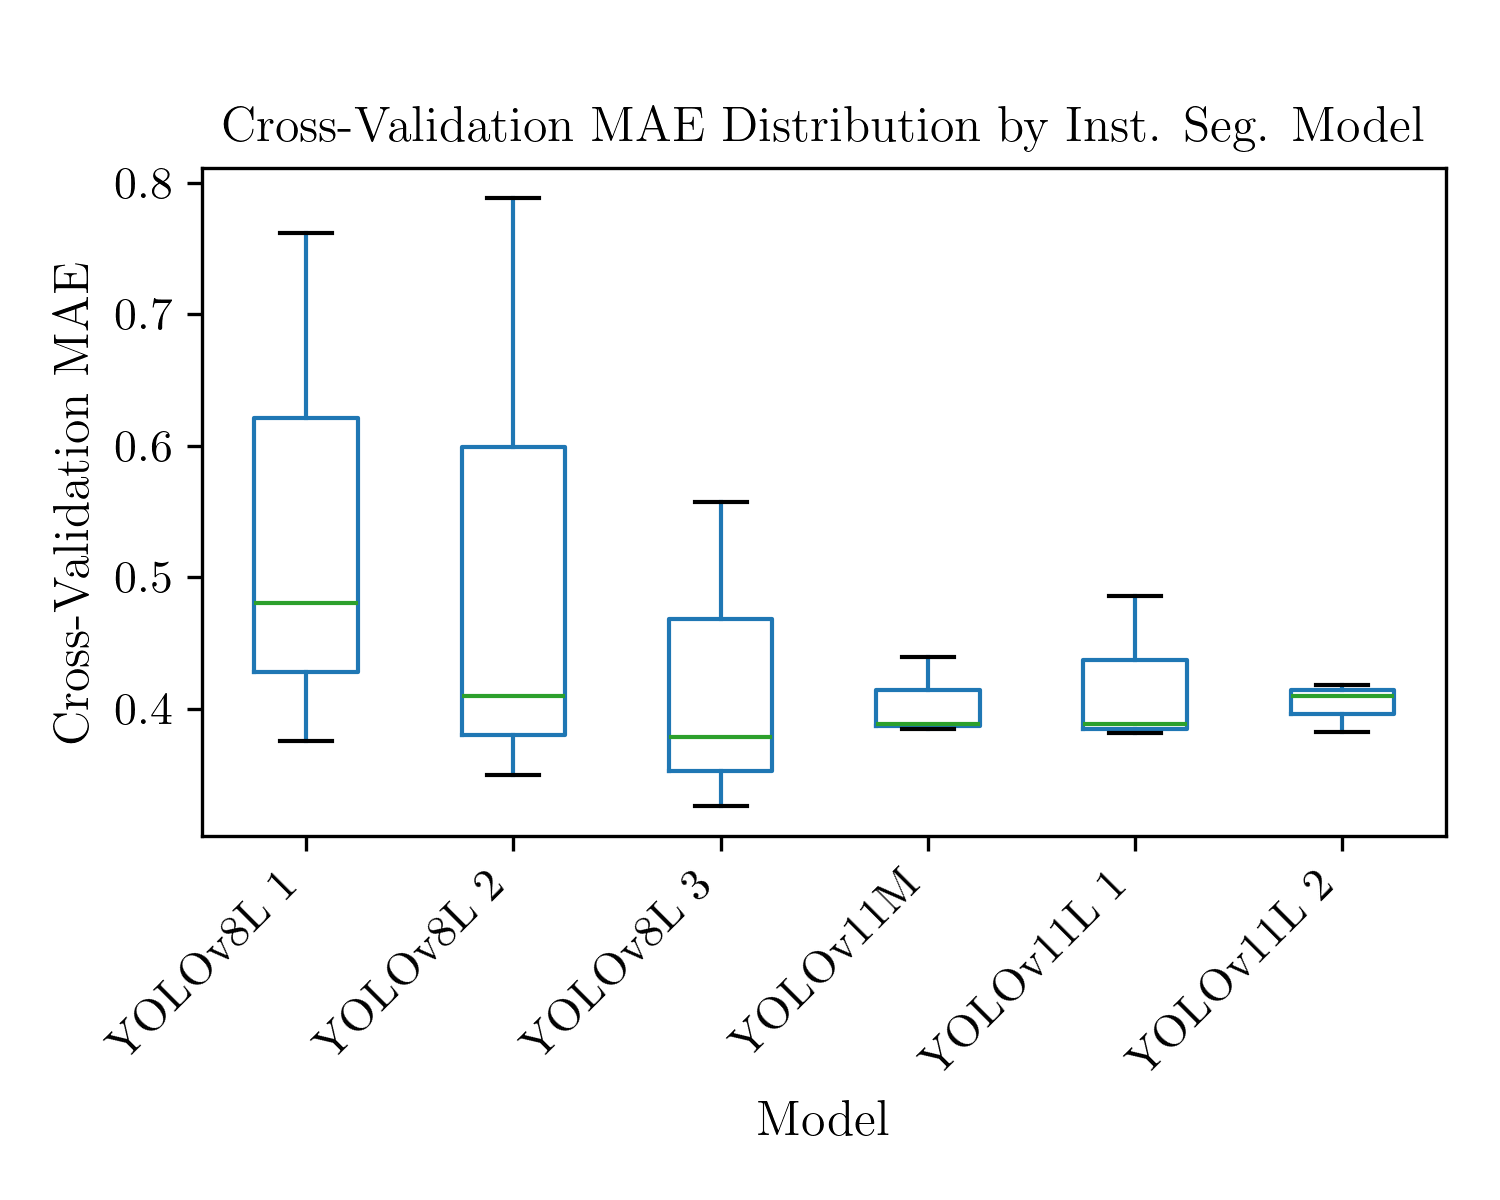 Cross-Validation MAE Distribution by Inst. Seg. Model
Cross-Validation MAE
0.8
0.7
0.6
0.5
0.4
YOLOv8L 1
YOLOv8L 2
YOLOv8L 3
YOLOv11M
YOLOv11L 1
YOLOv11L 2
Model